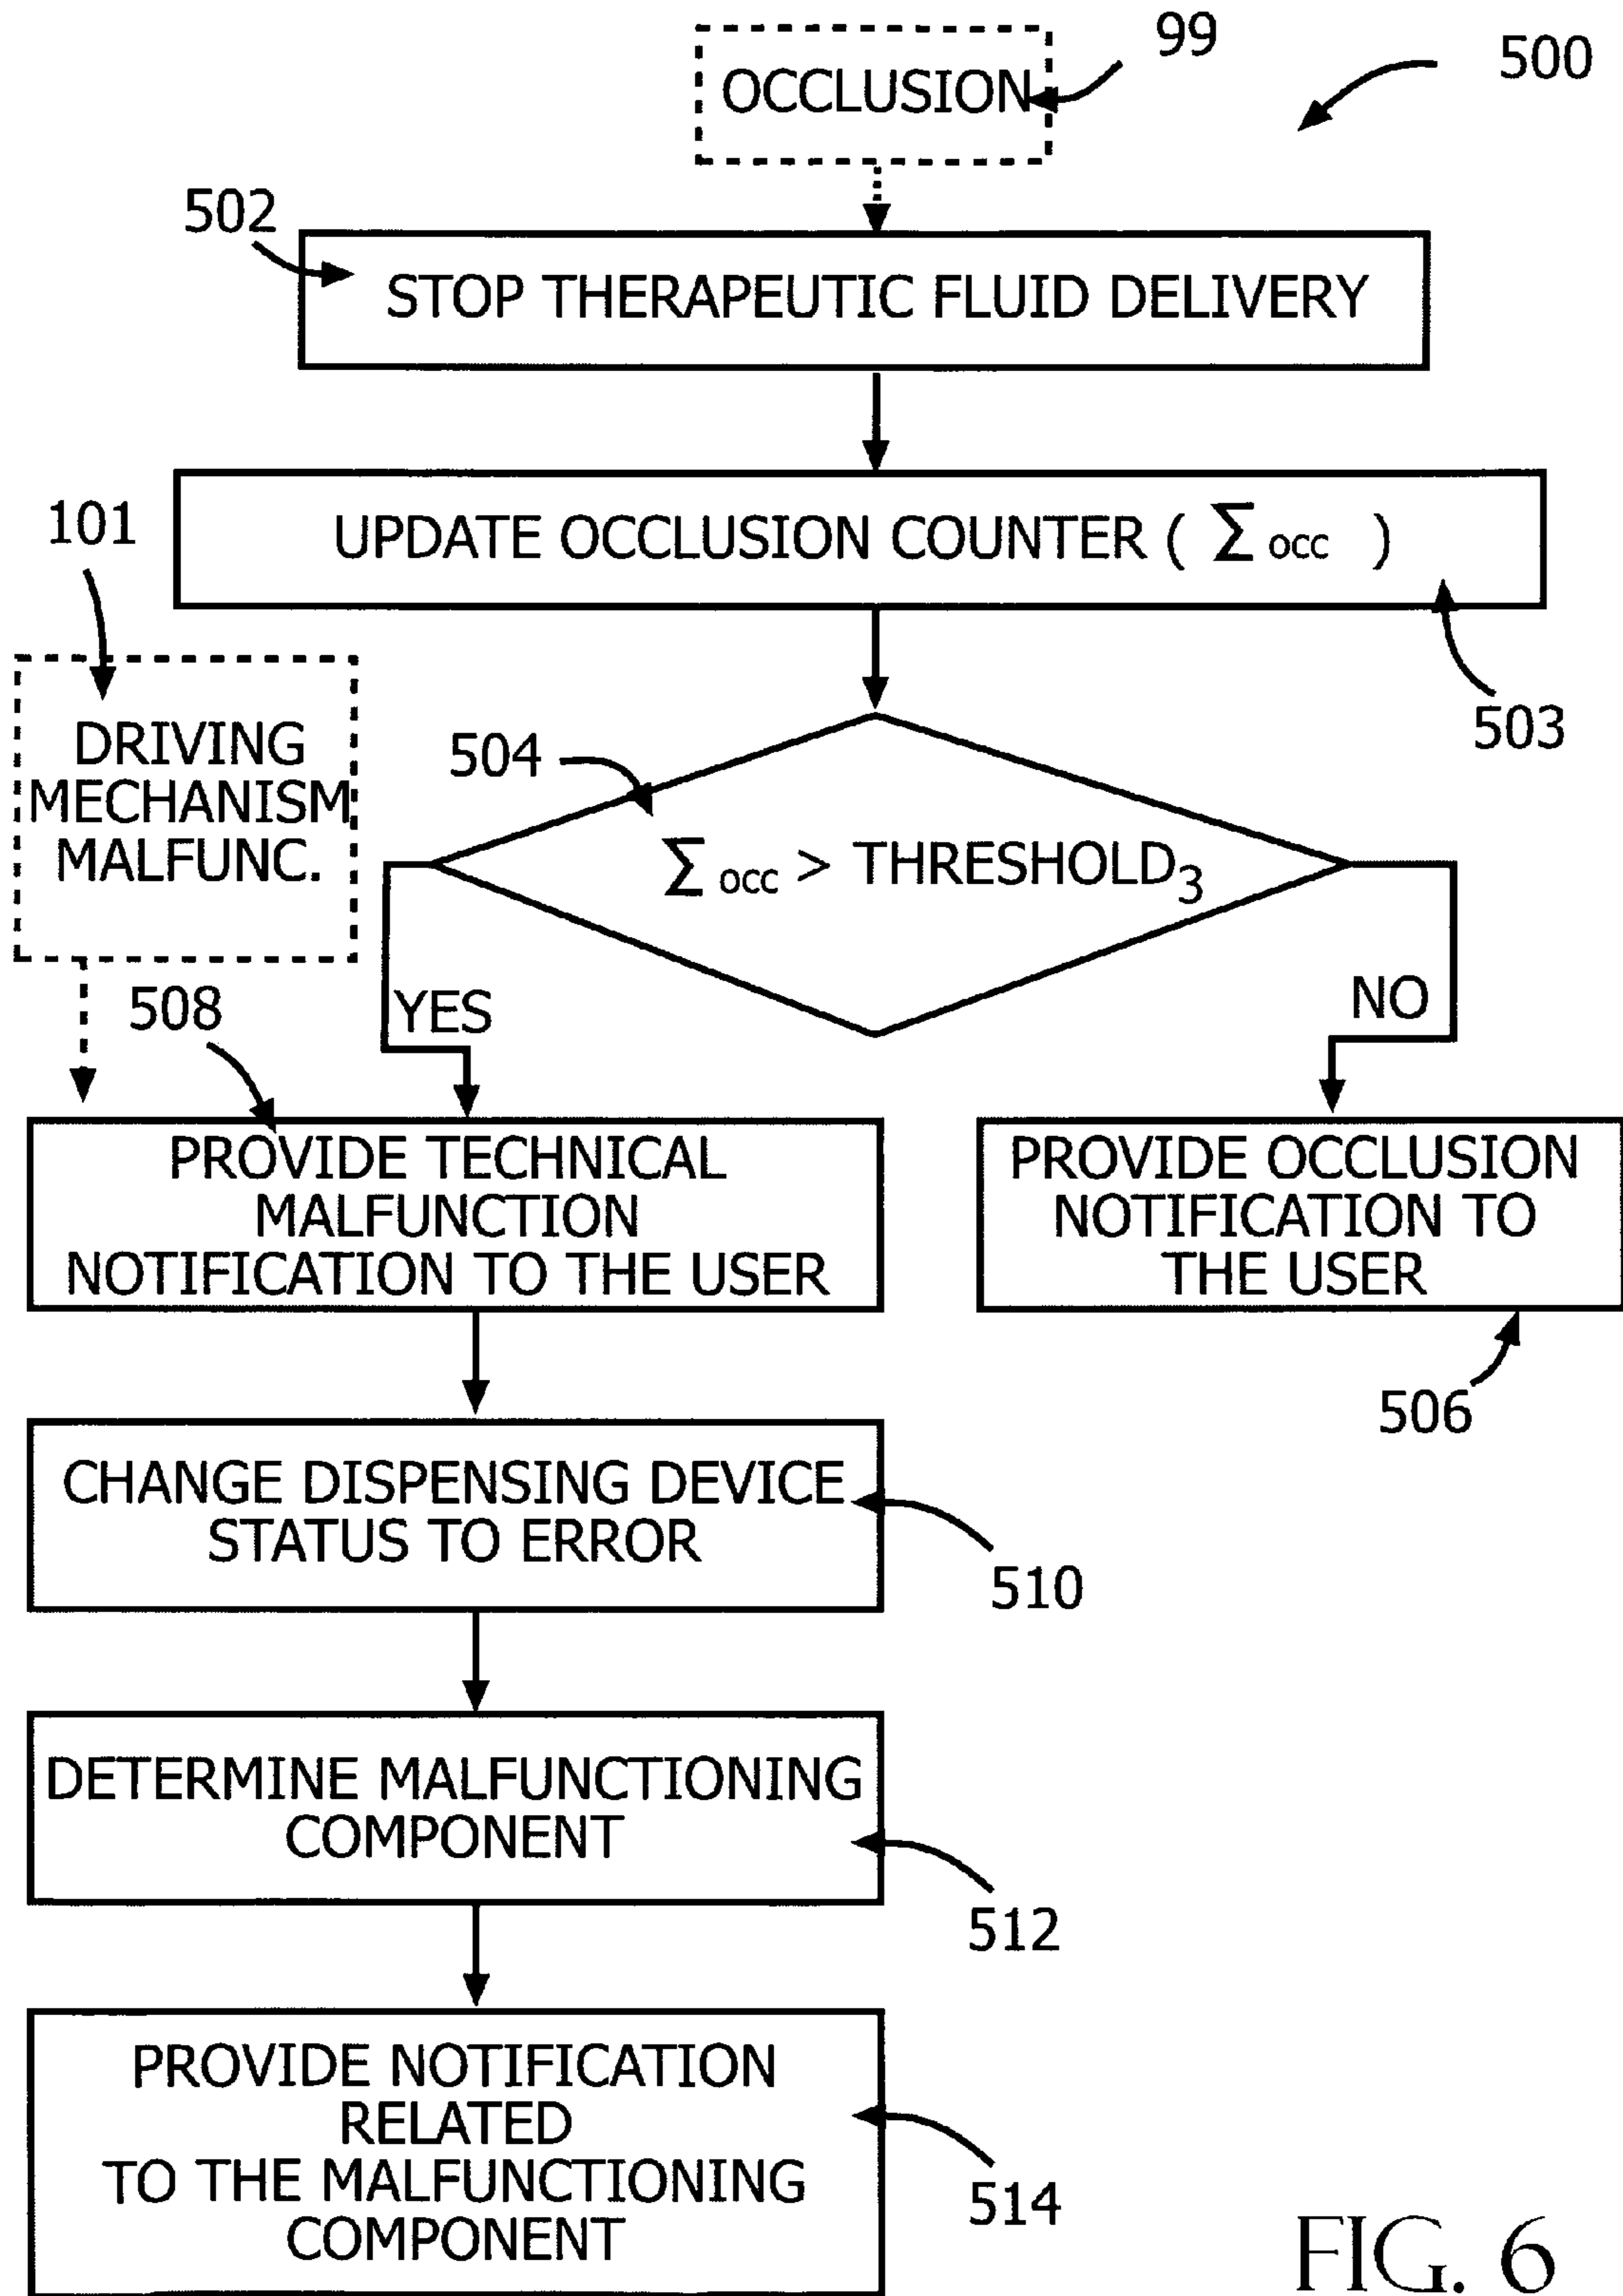 99
500
OCCLUSION
502
STOP THERAPEUTIC FLUID DELIVERY
101
UPDATE OCCLUSION COUNTER ( Σ occ )
503
DRIVING
MECHANISM
MALFUNC.
504
Σ occ > THRESHOLD3
508
YES
NO
PROVIDE TECHNICAL
MALFUNCTION
NOTIFICATION TO THE USER
PROVIDE OCCLUSION
NOTIFICATION TO
THE USER
506
CHANGE DISPENSING DEVICE
STATUS TO ERROR
510
DETERMINE MALFUNCTIONING
COMPONENT
512
PROVIDE NOTIFICATION
RELATED
TO THE MALFUNCTIONING
COMPONENT
514
FIG. 6